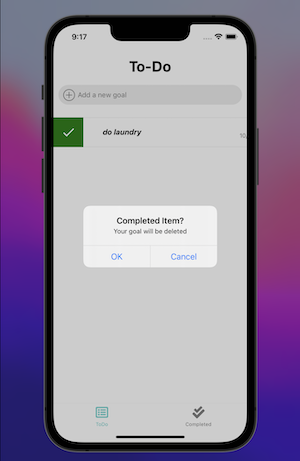 9:17
To-Do
Add a new goal
do laundry
10,
Completed Item?
Your goal will be deleted
OK
Cancel
ToDo
Completed